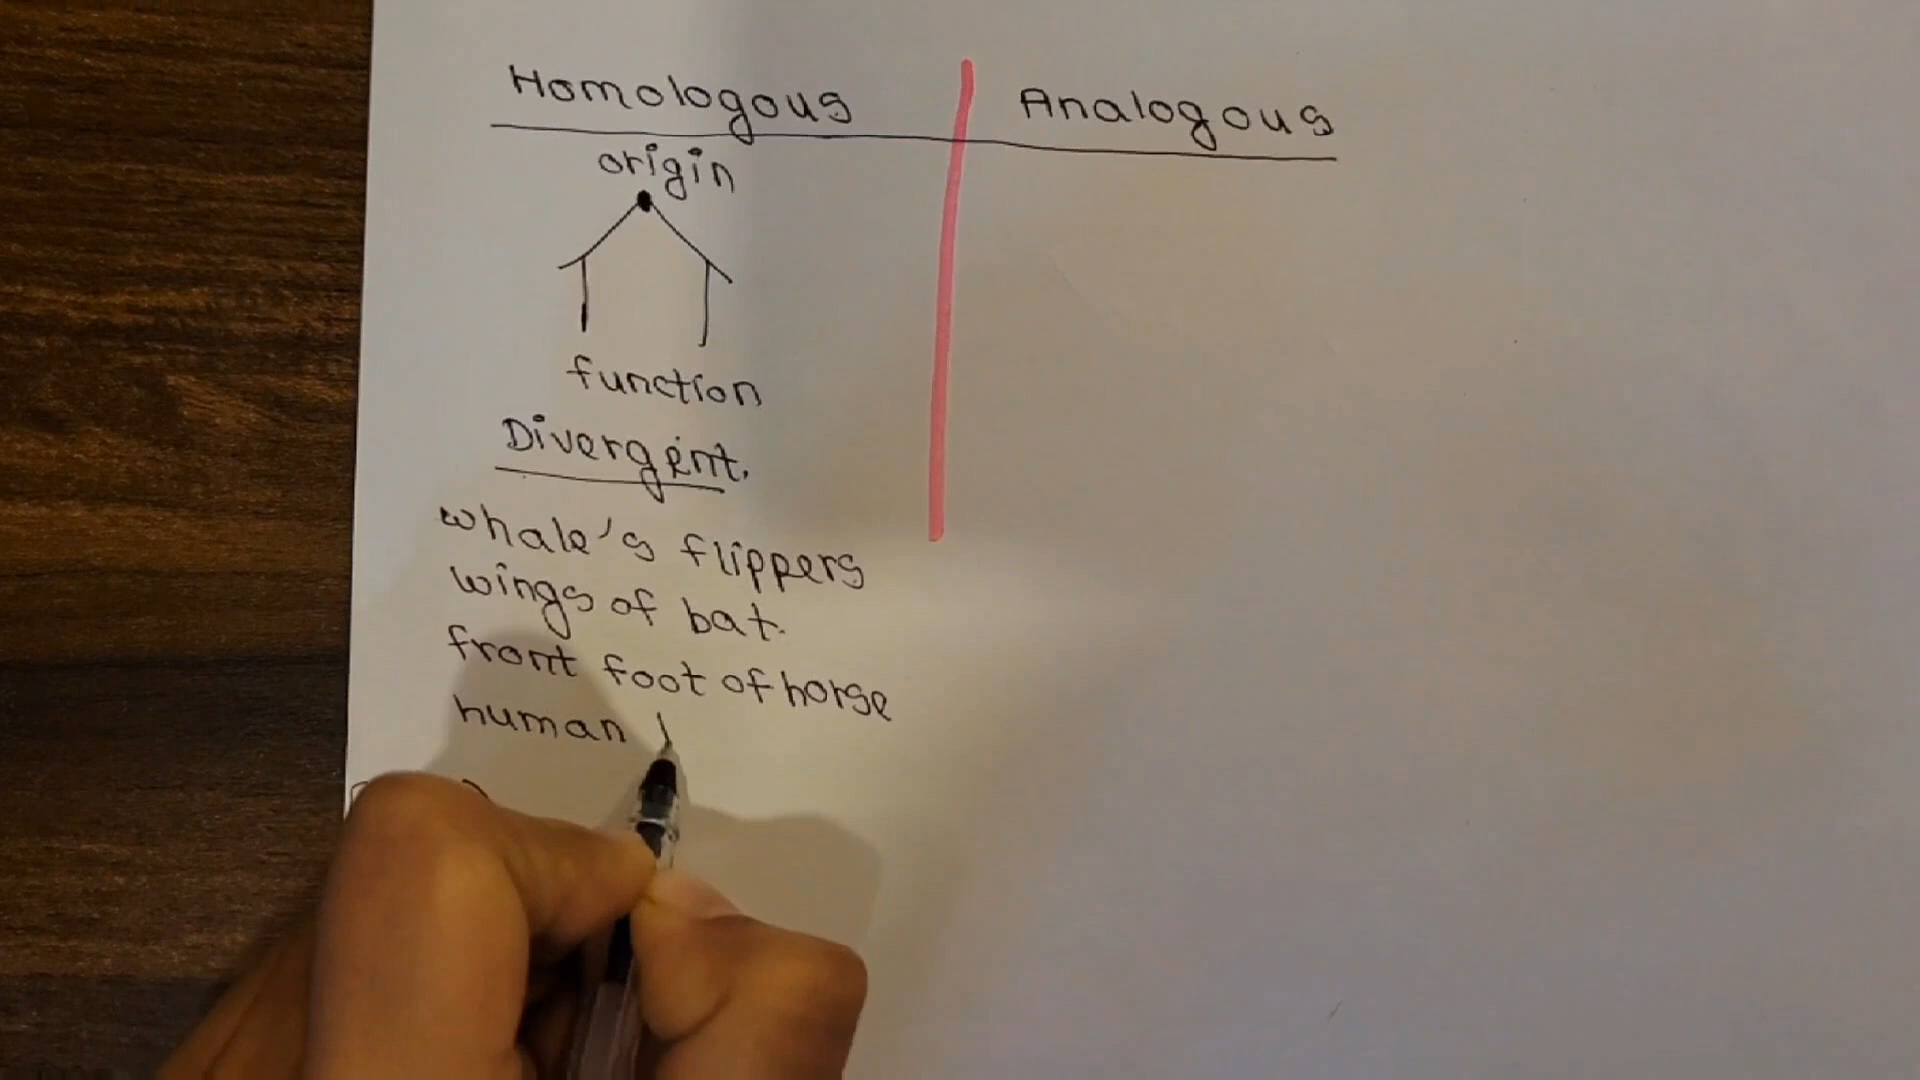 Homologous
Analogous
origin
function
Divergent.
whale's flippers
wings of bat.
front foot of horse
human